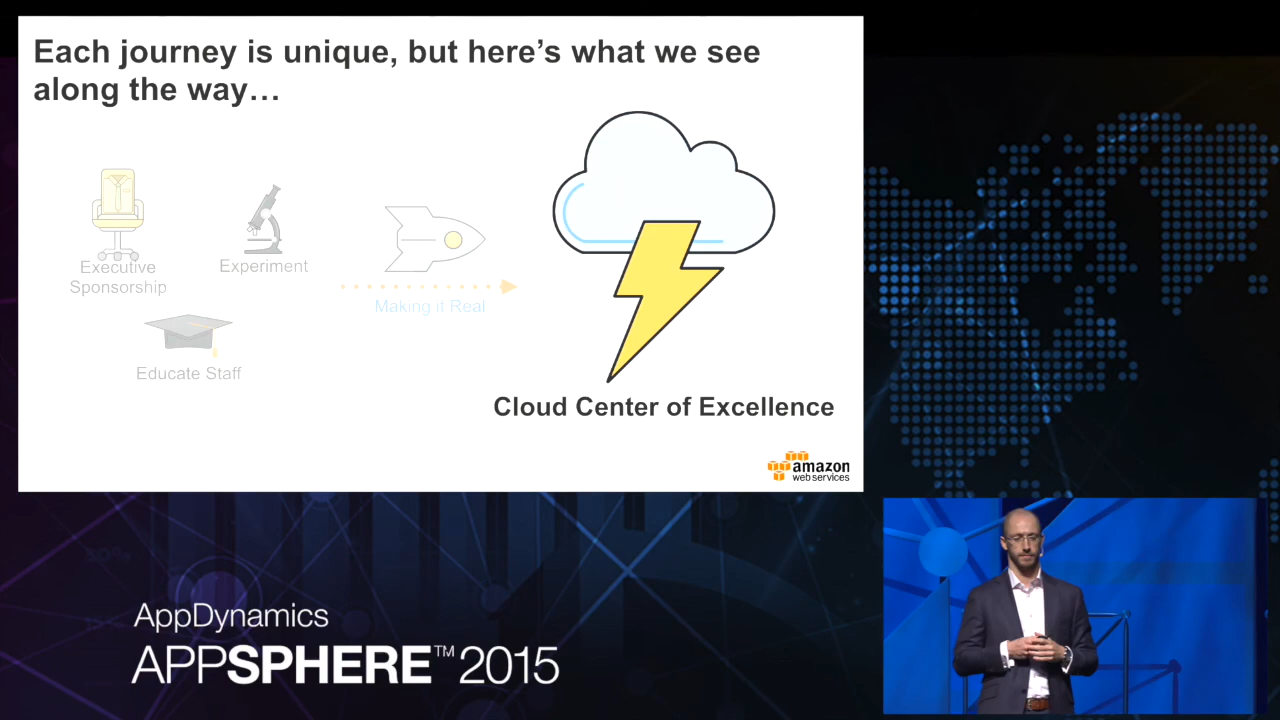 Each journey is unique, but here's what we see
along the way…
Executive
Sponsorship
Experiment
Making it Real
Educate Staff
Cloud Center of Excellence
amazon
web services
AppDynamics
APPSPHERE™ 2015